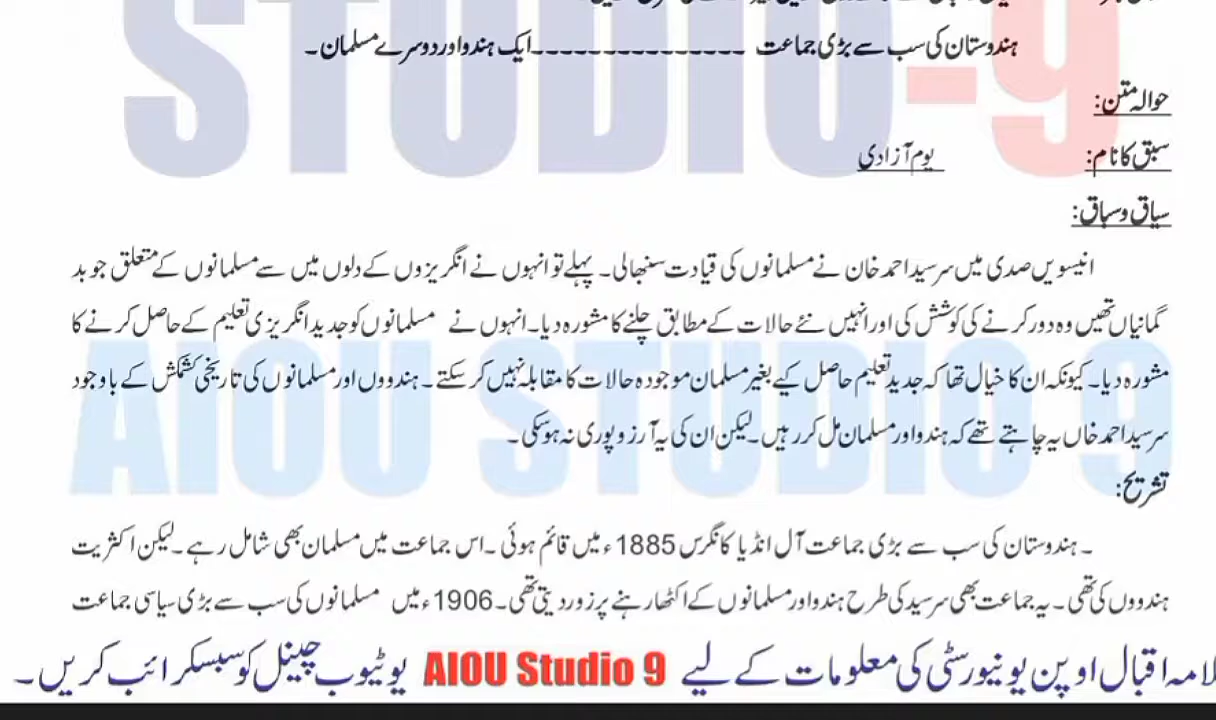 ہندوستان کی سب سے بڑی جماعت ---------------ایک ہندو اور دوسرے مسلمان۔
حوالہ متن:
سبق کا نام: یوم آزادی
سیاق و سباق:
انیسویں صدی میں سرسید احمد خان نے مسلمانوں کی قیادت سنبھالی۔ پہلے تو انہوں نے انگریزوں کے دلوں میں سے مسلمانوں کے متعلق جو بد
گمانیاں تھیں وہ دور کرنے کی کوشش کی اور انہیں نئے حالات کے مطابق چلنے کا مشورہ دیا۔ انہوں نے مسلمانوں کو جدید انگریزی تعلیم کے حاصل کرنے کا
مشورہ دیا۔ کیونکہ ان کا خیال تھا کہ جدید تعلیم حاصل کیے بغیر مسلمان موجودہ حالات کا مقابلہ نہیں کر سکتے۔ ہندووں اور مسلمانوں کی تاریخی کشمکش کے باوجود
سرسید احمد خاں یہ چاہتے تھے کہ ہندو اور مسلمان مل کر رہیں۔ لیکن ان کی یہ آرزو پوری نہ ہو سکی۔
تشریح:
۔ ہندوستان کی سب سے بڑی جماعت آل انڈیا کانگرس 1885ء میں قائم ہوئی ۔ اس جماعت میں مسلمان بھی شامل رہے ۔ لیکن اکثریت
ہندووں کی تھی ۔ یہ جماعت بھی سرسید کی طرح ہندو اور مسلمانوں کے اکٹھا رہنے پر زور دیتی تھی۔ 1906ء میں مسلمانوں کی سب سے بڑی سیاسی جماعت
اقبال اوپن یونیورسٹی کی معلومات کے لیے AIOU Studio 9 یوٹیوب چینل کو سبسکرائب کریں۔
STUDIO-9
AIOU STUDIO 9